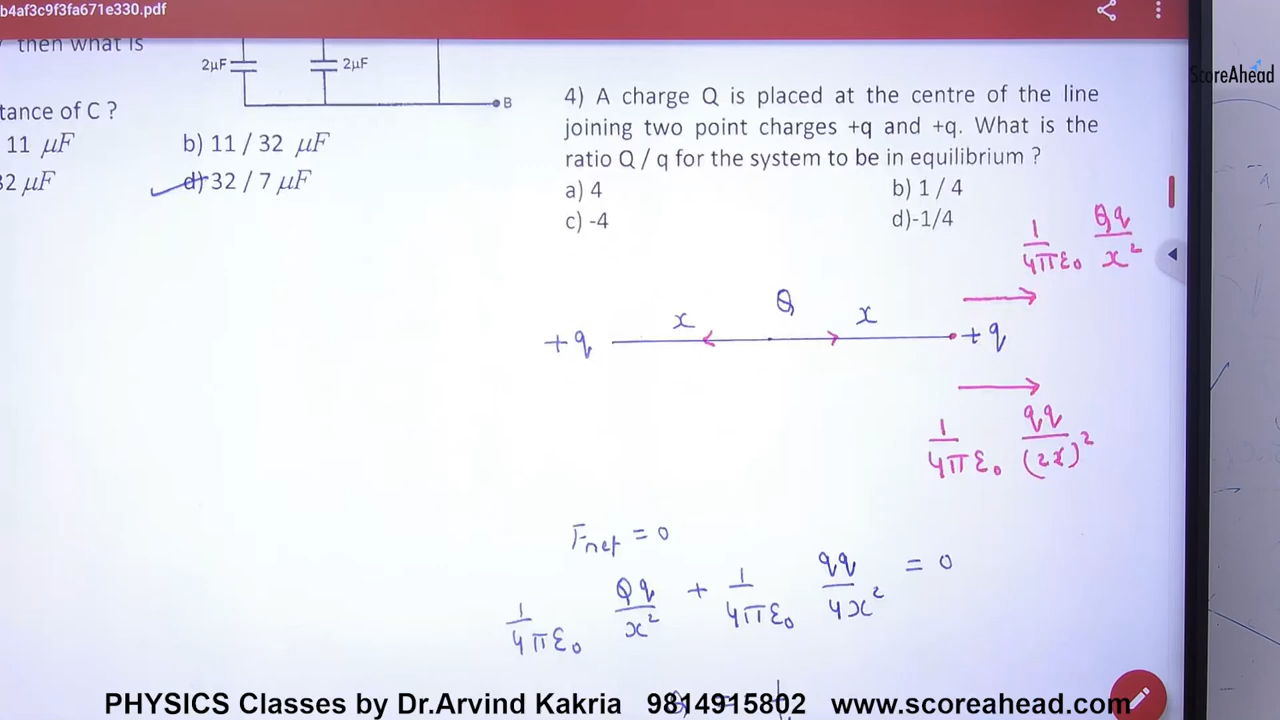 b4af3c9f3fa671e330.pdf
then what is
2μF
2μF
B
tance of C ?
11 μF
b) 11 / 32 μF
32 μF
d) 32 / 7 μF
ScoreAhead
4) A charge Q is placed at the centre of the line
joining two point charges +q and +q. What is the
ratio Q / q for the system to be in equilibrium ?
a) 4
b) 1 / 4
c) -4
d)-1/4
1/4πε₀ Qq/x²
x Q x
+q +q
1/4πε₀ qq/(2x)²
Fnet = 0
1/4πε₀ Qq/x² + 1/4πε₀ qq/4x² = 0
PHYSICS Classes by Dr.Arvind Kakria 9814915802 www.scoreahead.com